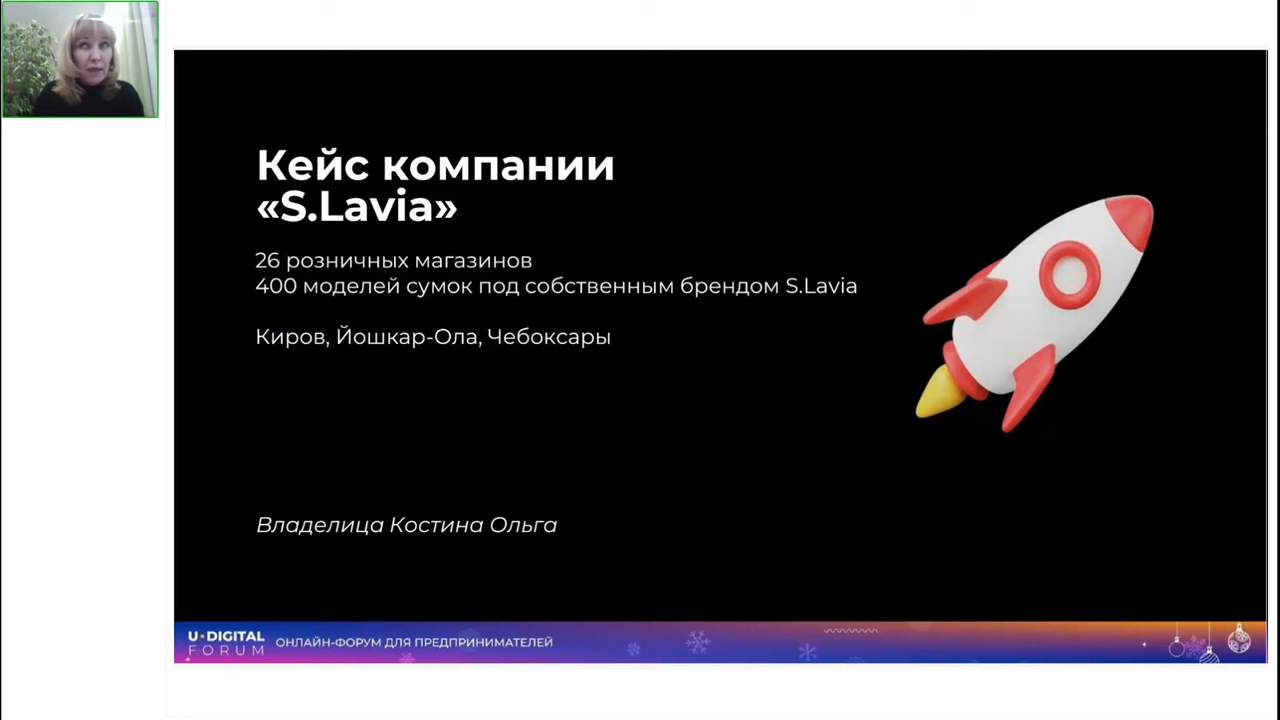 Кейс компании
«S.Lavia»
26 розничных магазинов
400 моделей сумок под собственным брендом S.Lavia
Киров, Йошкар-Ола, Чебоксары
Владелица Костина Ольга
U•DIGITAL
FORUM
ОНЛАЙН-ФОРУМ ДЛЯ ПРЕДПРИНИМАТЕЛЕЙ